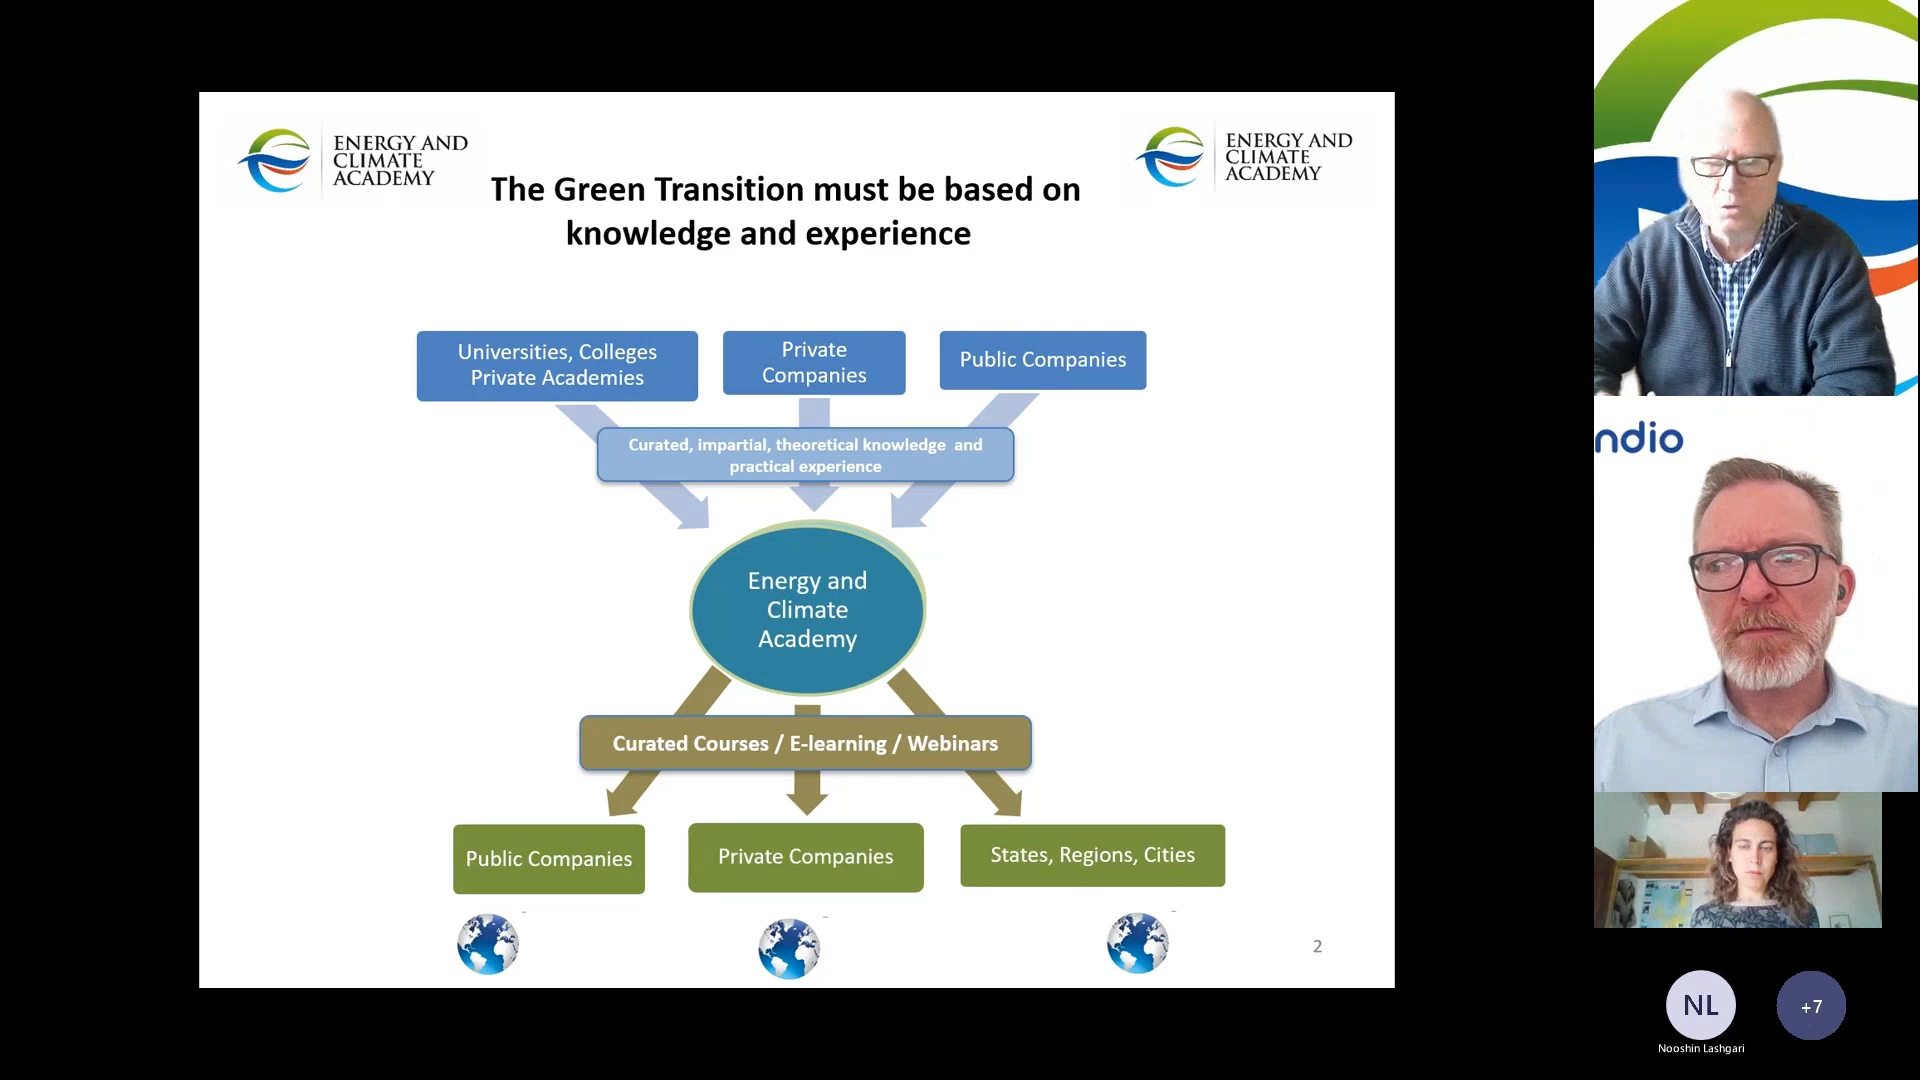 ENERGY AND
CLIMATE
ACADEMY
ENERGY AND
CLIMATE
ACADEMY
The Green Transition must be based on
knowledge and experience
Universities, Colleges
Private Academies
Private
Companies
Public Companies
Curated, impartial, theoretical knowledge and
practical experience
Energy and
Climate
Academy
Curated Courses / E-learning / Webinars
Public Companies
Private Companies
States, Regions, Cities
2
ndio
NL
+7
Nooshin Lashgari